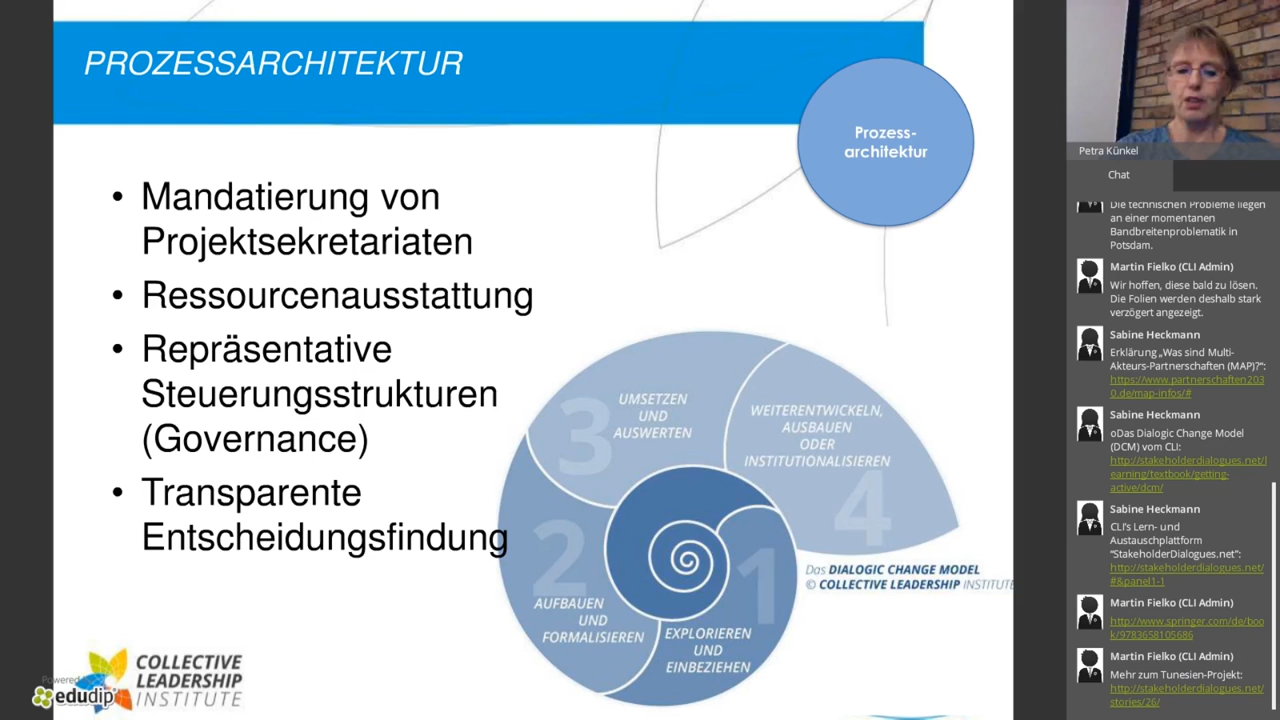 PROZESSARCHITEKTUR
Prozess-
architektur
• Mandatierung von
Projektsekretariaten
• Ressourcenausstattung
• Repräsentative
Steuerungsstrukturen
(Governance)
• Transparente
Entscheidungsfindung
3
UMSETZEN
UND
AUSWERTEN
WEITERENTWICKELN,
AUSBAUEN
ODER
INSTITUTIONALISIEREN
4
2
AUFBAUEN
UND
FORMALISIEREN
1
EXPLORIEREN
UND
EINBEZIEHEN
Das DIALOGIC CHANGE MODEL
© COLLECTIVE LEADERSHIP INSTITUTE
COLLECTIVE
LEADERSHIP
INSTITUTE
Powered by
edudip
Petra Künkel
Chat
Die technischen Probleme liegen
an einer momentanen
Bandbreitenproblematik in
Potsdam.
Martin Fielko (CLI Admin)
Wir hoffen, diese bald zu lösen.
Die Folien werden deshalb stark
verzögert angezeigt.
Sabine Heckmann
Erklärung „Was sind Multi-
Akteurs-Partnerschaften (MAP)?“:
https://www.partnerschaften203
0.de/map-infos/#
Sabine Heckmann
oDas Dialogic Change Model
(DCM) vom CLI:
http://stakeholderdialogues.net/l
earning/textbook/getting-
active/dcm/
Sabine Heckmann
CLI’s Lern- und
Austauschplattform
“StakeholderDialogues.net”:
http://stakeholderdialogues.net/
#&panel1-1
Martin Fielko (CLI Admin)
http://www.springer.com/de/boo
k/9783658105686
Martin Fielko (CLI Admin)
Mehr zum Tunesien-Projekt:
http://stakeholderdialogues.net/
stories/26/